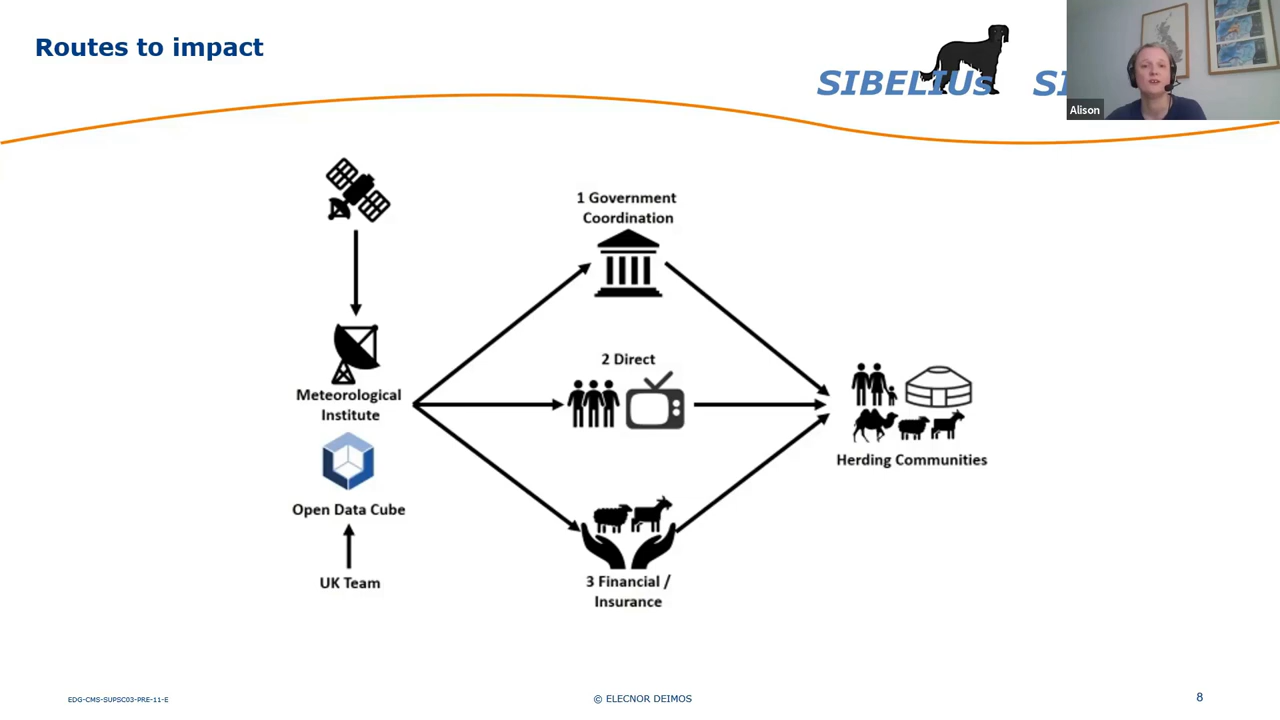 Routes to impact
SIBELIUs
SI
Alison
1 Government
Coordination
2 Direct
Meteorological
Institute
Herding Communities
Open Data Cube
UK Team
3 Financial /
Insurance
EDG-CMS-SUPSC03-PRE-11-E
© ELECNOR DEIMOS
8